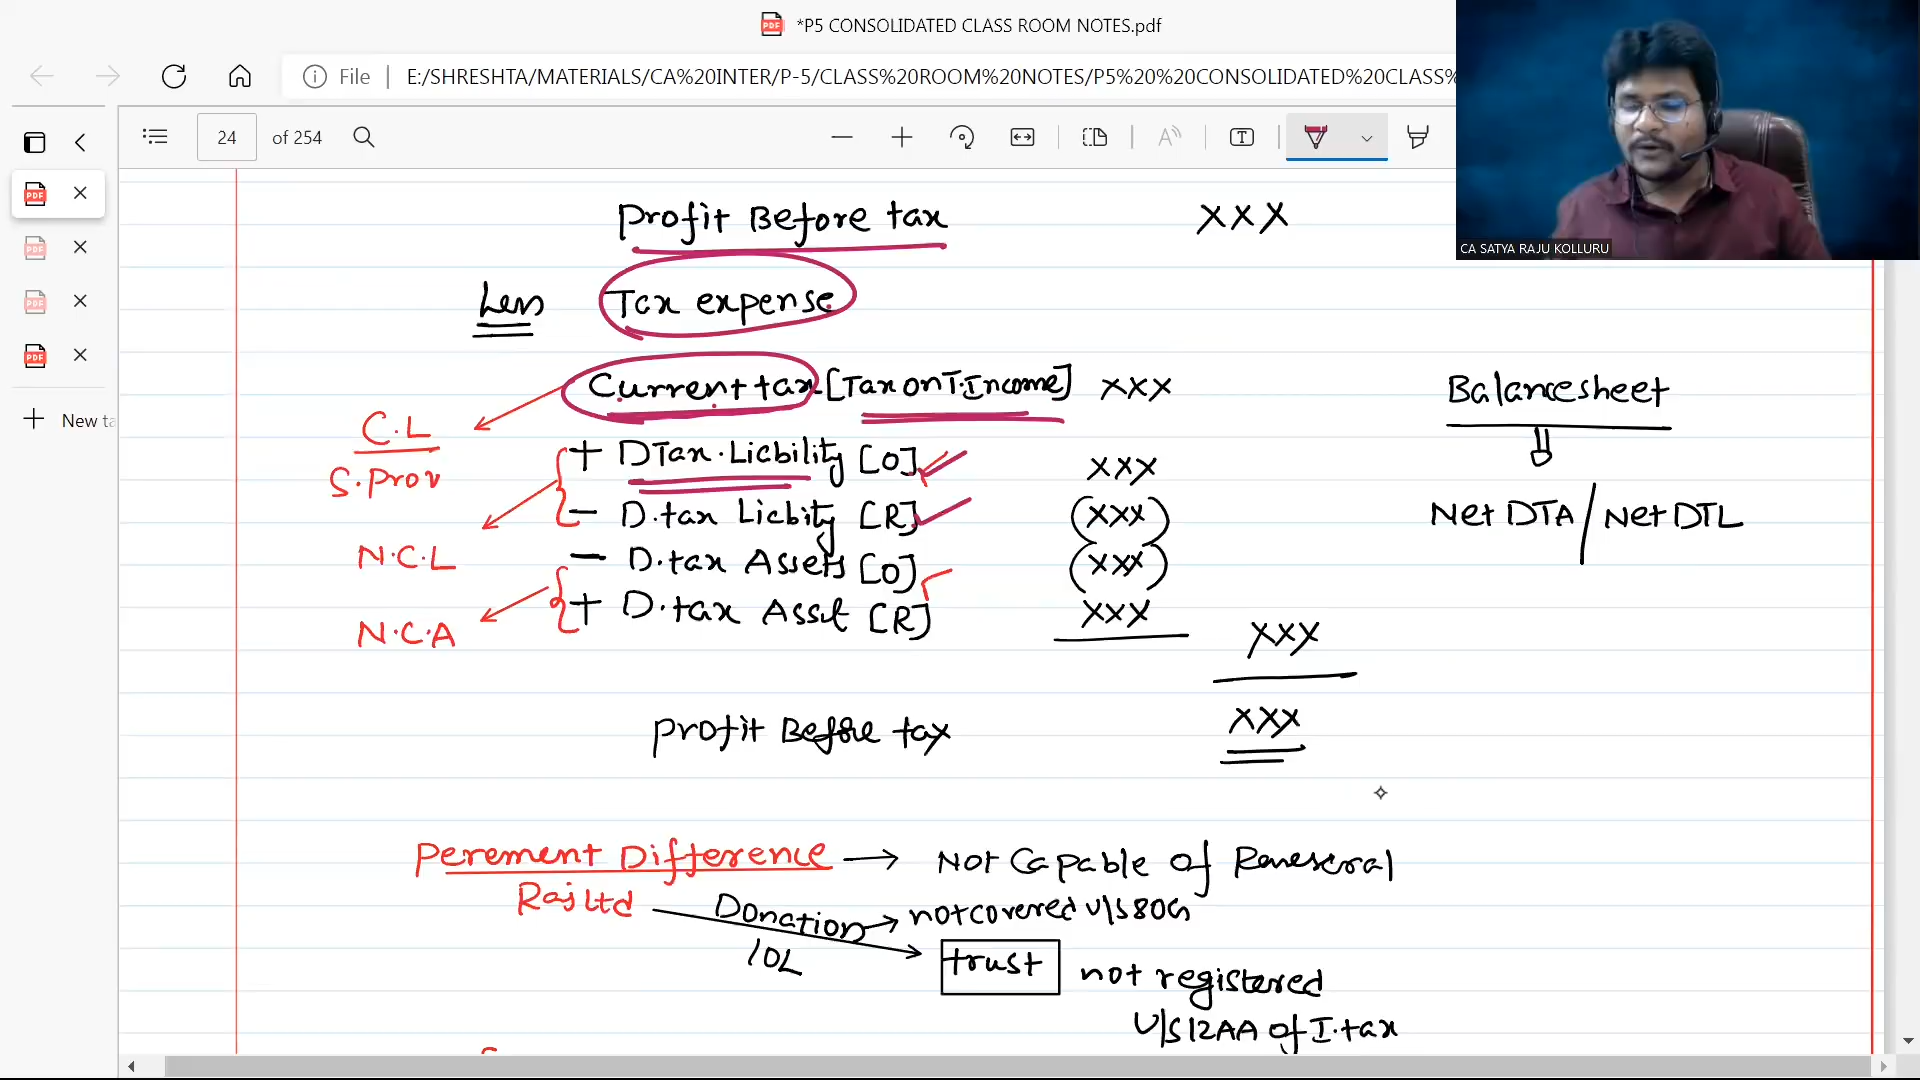 *P5 CONSOLIDATED CLASS ROOM NOTES.pdf
File E:/SHRESHTA/MATERIALS/CA%20INTER/P-5/CLASS%20ROOM%20NOTES/P5%20%20CONSOLIDATED%20CLASS%
24 of 254
CA SATYA RAJU KOLLURU
New ta
Profit Before tax XXX
Less Tax expense
Current tax [Tax on T.Income] XXX
C.L
S.Prov
+ DTax.Liability [O] XXX
- D.tax Liability [R] (XXX)
- D.tax Assets [O] (XXX)
+ D.tax Asset [R] XXX
N.C.L
N.C.A
XXX
Profit Before tax XXX
Balancesheet
Net DTA / Net DTL
Perement Difference → Not Capable of
Raj Ltd Donation → not covered U/S 80G
10L trust not registered
U/S 12AA of I.tax